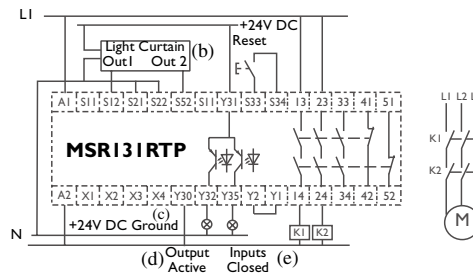 L1
+24V DC
Light Curtain
(b)
Reset
Out1 Out 2
A1 S11 S12 S21 S22 S52 S11 Y31 S33 S34 13 23 33 41 51
MSR131RTP
A2 X1 X2 X3 X4 Y30 Y32 Y35 Y2 Y1 14 24 34 42 52
(c)
+24V DC Ground
K1 K2
N
(d) Output Active
Inputs Closed (e)
L1 L2 L
K1
K2
M